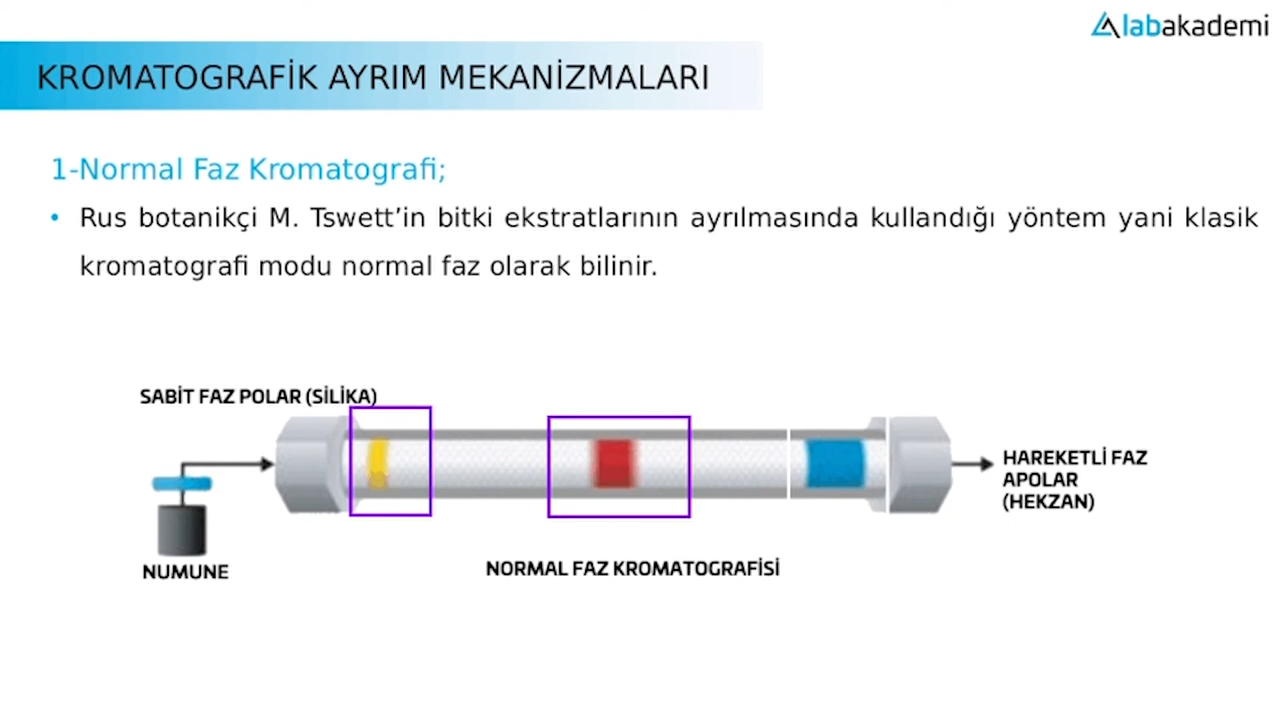 labakademi
KROMATOGRAFİK AYRIM MEKANİZMALARI
1-Normal Faz Kromatografi;
• Rus botanikçi M. Tswett’in bitki ekstratlarının ayrılmasında kullandığı yöntem yani klasik
kromatografi modu normal faz olarak bilinir.
SABİT FAZ POLAR (SİLİKA)
HAREKETLİ FAZ
APOLAR
(HEKZAN)
NUMUNE
NORMAL FAZ KROMATOGRAFİSİ